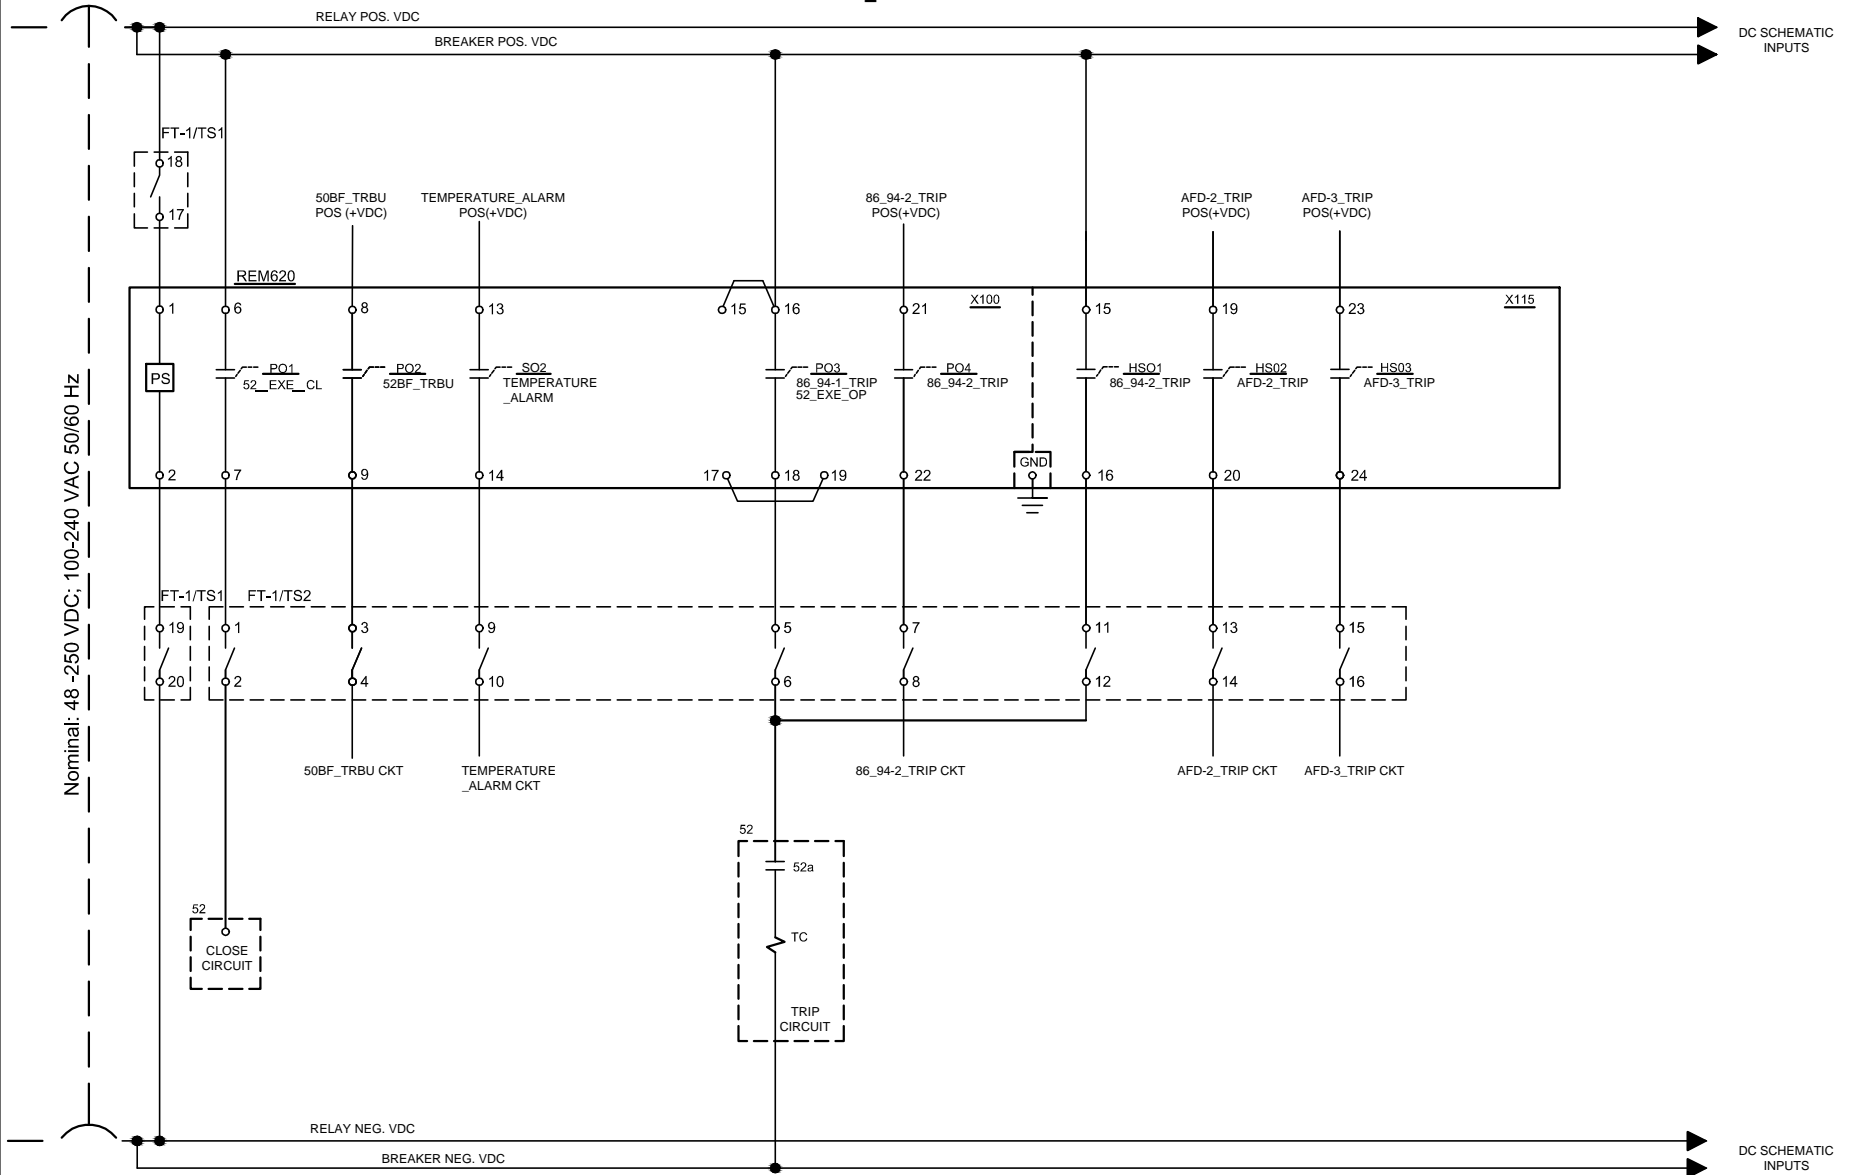 RELAY POS. VDC
BREAKER POS. VDC
DC SCHEMATIC
INPUTS
FT-1/TS1
18
17
50BF_TRBU
POS (+VDC)
TEMPERATURE_ALARM
POS(+VDC)
86_94-2_TRIP
POS(+VDC)
AFD-2_TRIP
POS(+VDC)
AFD-3_TRIP
POS(+VDC)
REM620
X100
X115
1
6
8
13
15
16
21
15
19
23
PS
PO1
52__EXE__CL
PO2
52BF_TRBU
SO2
TEMPERATURE
_ALARM
PO3
86_94-1_TRIP
52_EXE_OP
PO4
86_94-2_TRIP
HSO1
86_94-2_TRIP
HS02
AFD-2_TRIP
HS03
AFD-3_TRIP
2
7
9
14
17
18
19
22
GND
16
20
24
Nominal: 48 -250 VDC; 100-240 VAC 50/60 Hz
FT-1/TS1
FT-1/TS2
19
1
3
9
5
7
11
13
15
20
2
4
10
6
8
12
14
16
50BF_TRBU CKT
TEMPERATURE
_ALARM CKT
86_94-2_TRIP CKT
AFD-2_TRIP CKT
AFD-3_TRIP CKT
52
52a
TC
TRIP
CIRCUIT
52
CLOSE
CIRCUIT
RELAY NEG. VDC
BREAKER NEG. VDC
DC SCHEMATIC
INPUTS